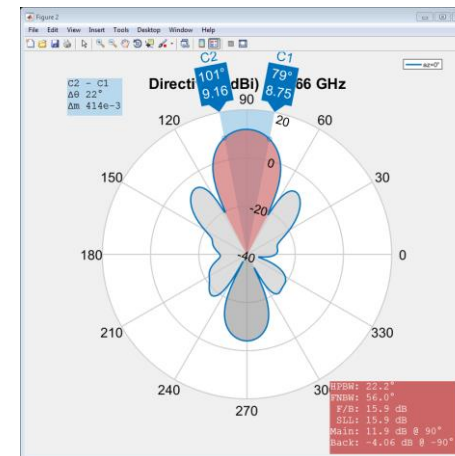 Figure 2
File Edit View Insert Tools Desktop Window Help
C2 C1
101° 79°
9.16 8.75
C2 - C1
Δθ 22°
Δm 414e-3
Directi dBi) 66 GHz
az=0°
90
120 60
20
150 30
0
-20
180 -40 0
210 330
240 30
270
HPBW: 22.2°
FNBW: 56.0°
F/B: 15.9 dB
SLL: 15.9 dB
Main: 11.9 dB @ 90°
Back: -4.06 dB @ -90°